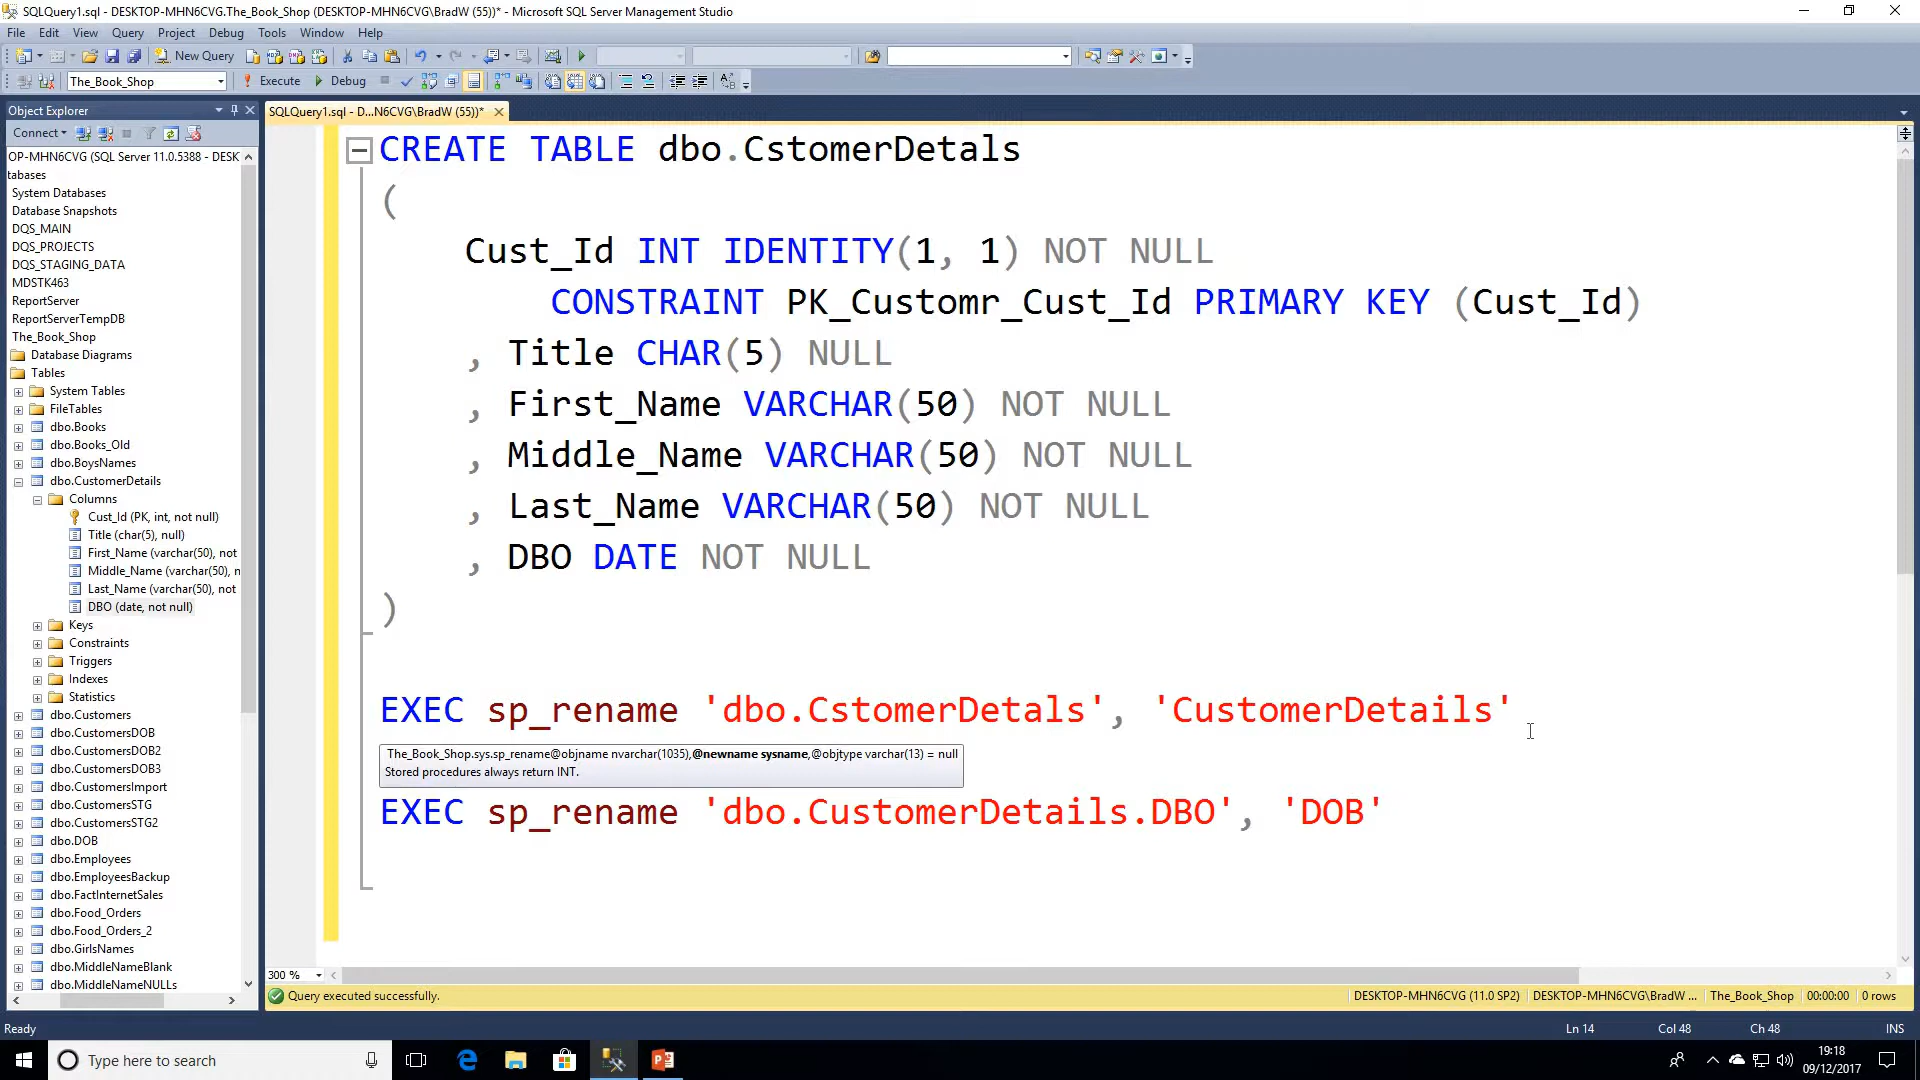 SQLQuery1.sql - DESKTOP-MHN6CVG.The_Book_Shop (DESKTOP-MHN6CVG\BradW (55))* - Microsoft SQL Server Management Studio
File Edit View Query Project Debug Tools Window Help
New Query
The_Book_Shop Execute Debug
Object Explorer
SQLQuery1.sql - D...N6CVG\BradW (55))*
Connect
OP-MHN6CVG (SQL Server 11.0.5388 - DESKT
tabases
System Databases
Database Snapshots
DQS_MAIN
DQS_PROJECTS
DQS_STAGING_DATA
MDSTK463
ReportServer
ReportServerTempDB
The_Book_Shop
Database Diagrams
Tables
System Tables
FileTables
dbo.Books
dbo.Books_Old
dbo.BoysNames
dbo.CustomerDetails
Columns
Cust_Id (PK, int, not null)
Title (char(5), null)
First_Name (varchar(50), not
Middle_Name (varchar(50), n
Last_Name (varchar(50), not
DBO (date, not null)
Keys
Constraints
Triggers
Indexes
Statistics
dbo.Customers
dbo.CustomersDOB
dbo.CustomersDOB2
dbo.CustomersDOB3
dbo.CustomersImport
dbo.CustomersSTG
dbo.CustomersSTG2
dbo.DOB
dbo.Employees
dbo.EmployeesBackup
dbo.FactInternetSales
dbo.Food_Orders
dbo.Food_Orders_2
dbo.GirlsNames
dbo.MiddleNameBlank
dbo.MiddleNameNULLs
CREATE TABLE dbo.CstomerDetals
(
Cust_Id INT IDENTITY(1, 1) NOT NULL
CONSTRAINT PK_Customr_Cust_Id PRIMARY KEY (Cust_Id)
, Title CHAR(5) NULL
, First_Name VARCHAR(50) NOT NULL
, Middle_Name VARCHAR(50) NOT NULL
, Last_Name VARCHAR(50) NOT NULL
, DBO DATE NOT NULL
)
EXEC sp_rename 'dbo.CstomerDetals', 'CustomerDetails'
The_Book_Shop.sys.sp_rename@objname nvarchar(1035),@newname sysname,@objtype varchar(13) = null
Stored procedures always return INT.
EXEC sp_rename 'dbo.CustomerDetails.DBO', 'DOB'
300 %
Query executed successfully. DESKTOP-MHN6CVG (11.0 SP2) DESKTOP-MHN6CVG\BradW ... The_Book_Shop 00:00:00 0 rows
Ready Ln 14 Col 48 Ch 48 INS
Type here to search
19:18
09/12/2017